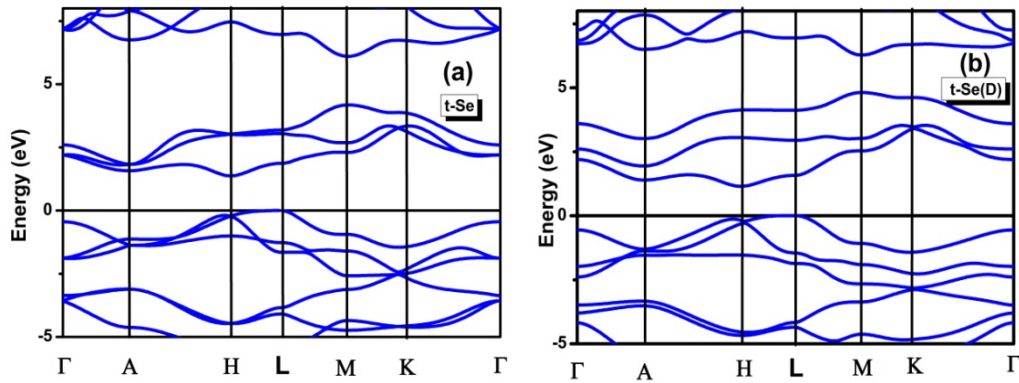 (a)
t-Se
5
0
-5
Energy (eV)
Γ A H L M K Γ
(b)
t-Se(D)
5
0
-5
Energy (eV)
Γ A H L M K Γ